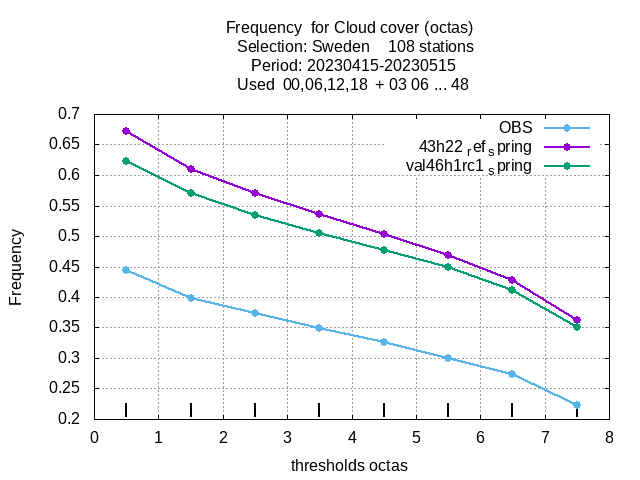 Frequency for Cloud cover (octas)
Selection: Sweden 108 stations
Period: 20230415-20230515
Used 00,06,12,18 + 03 06 ... 48
OBS
43h22 ref spring
val46h1rc1 spring
0.7
0.65
0.6
0.55
0.5
0.45
0.4
0.35
0.3
0.25
0.2
Frequency
0 1 2 3 4 5 6 7 8
thresholds octas